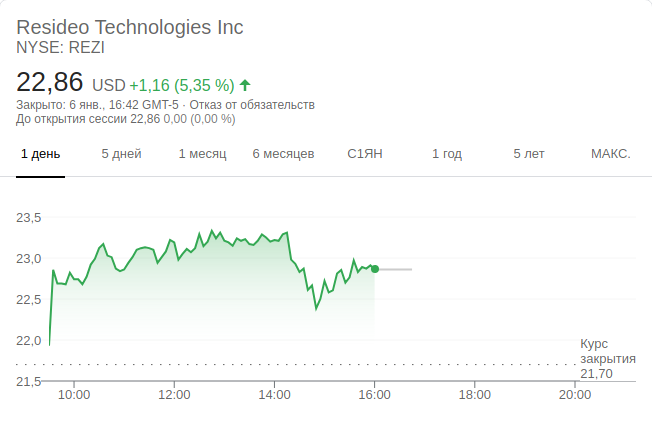 Resideo Technologies Inc
NYSE: REZI
22,86 USD +1,16 (5,35 %)
Закрыто: 6 янв., 16:42 GMT-5 · Отказ от обязательств
До открытия сессии 22,86 0,00 (0,00 %)
1 день 5 дней 1 месяц 6 месяцев С1ЯН 1 год 5 лет МАКС.
23,5
23,0
22,5
22,0
Курс
закрытия
21,70
21,5
10:00 12:00 14:00 16:00 18:00 20:00